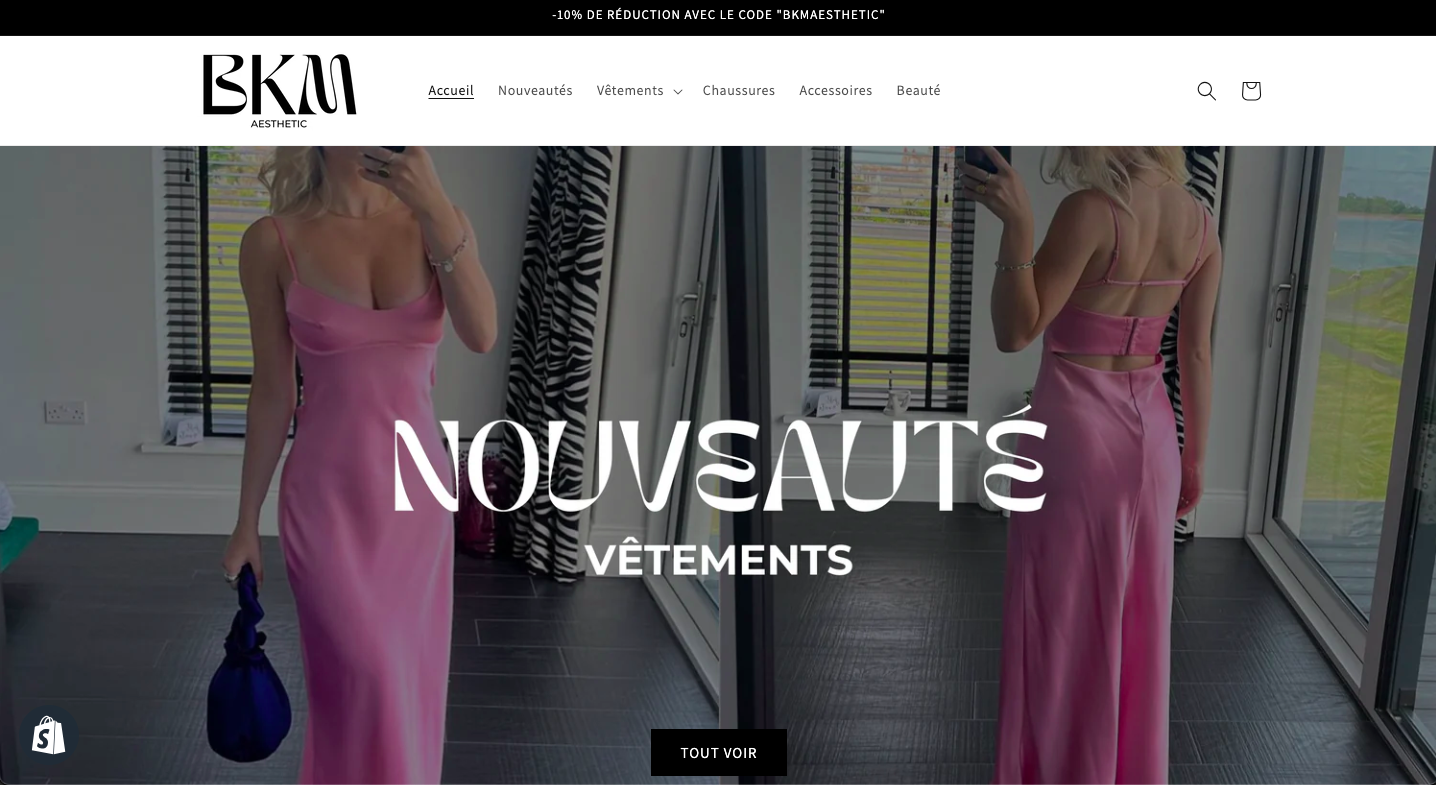 -10% DE RÉDUCTION AVEC LE CODE "BKMAESTHETIC"
BKM
AESTHETIC
Accueil Nouveautés Vêtements Chaussures Accessoires Beauté
NOUVEAUTÉ
VÊTEMENTS
TOUT VOIR